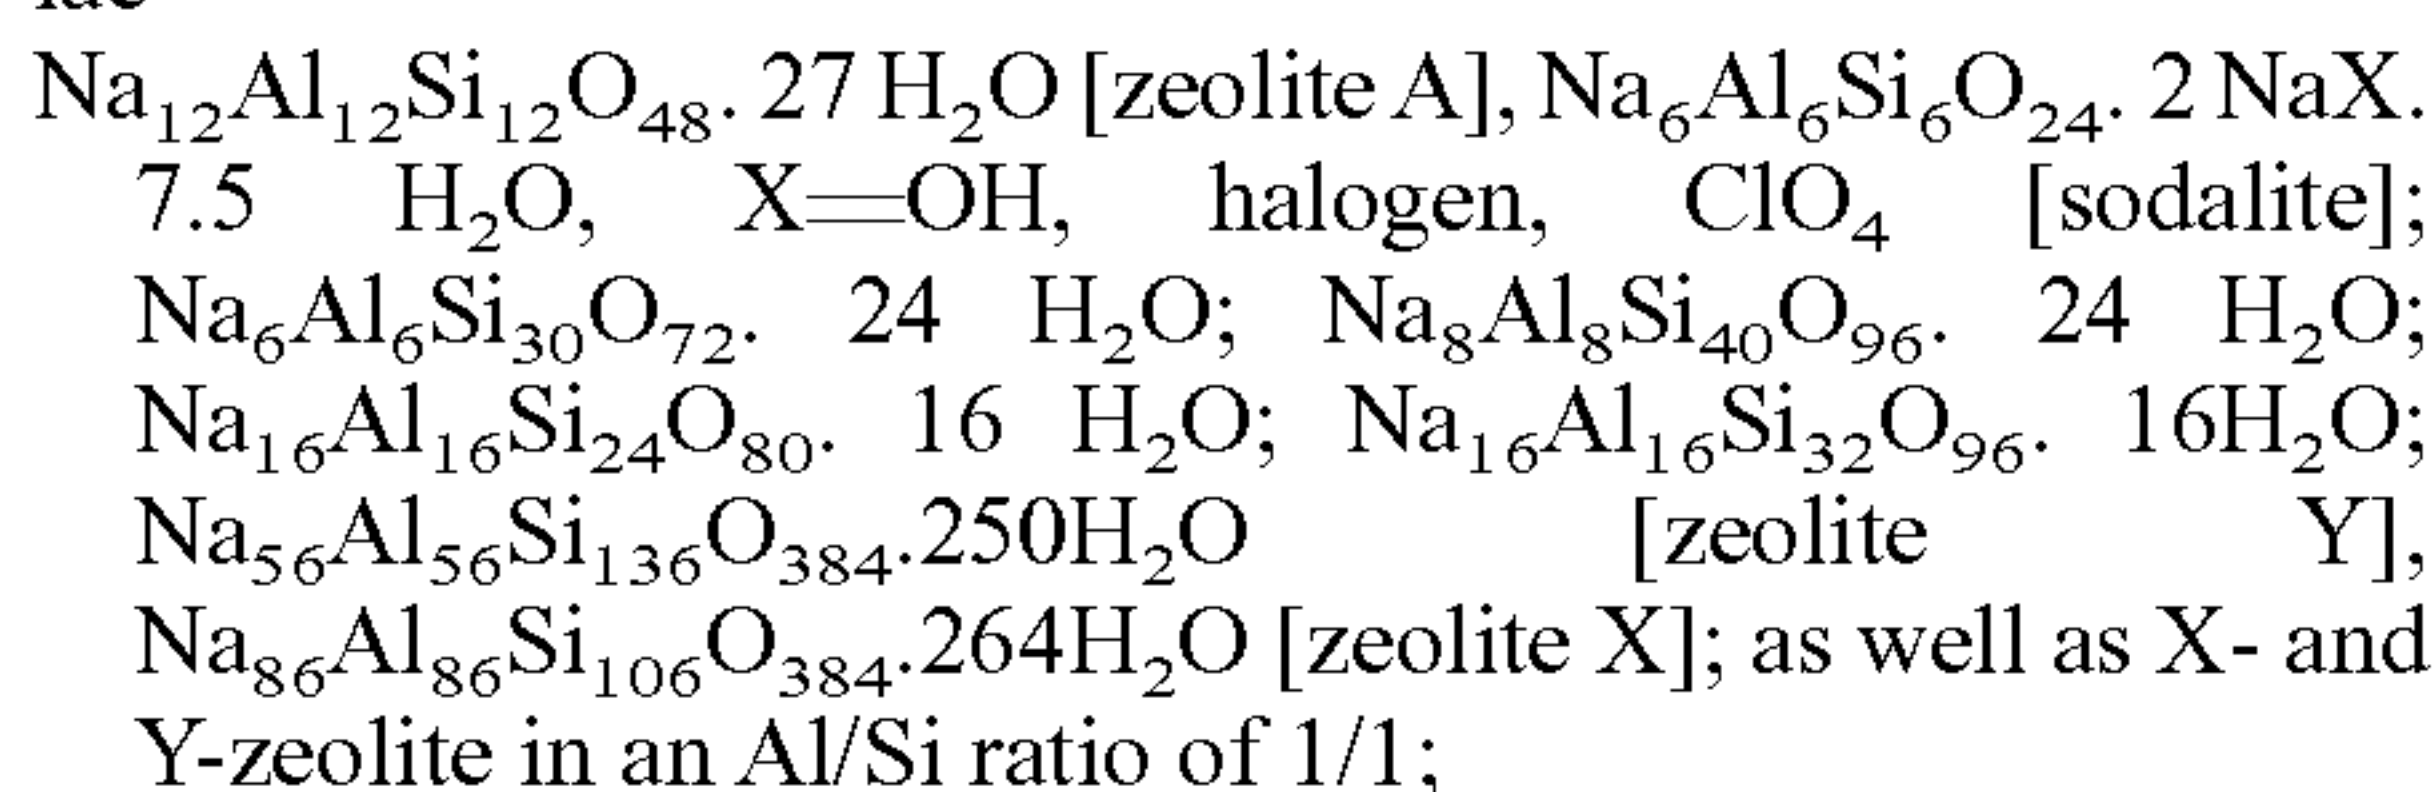 Na₁₂Al₁₂Si₁₂O₄₈. 27 H₂O [zeolite A], Na₆Al₆Si₆O₂₄. 2 NaX.
7.5 H₂O, X═OH, halogen, ClO₄ [sodalite];
Na₆Al₆Si₃₀O₇₂. 24 H₂O; Na₈Al₈Si₄₀O₉₆. 24 H₂O;
Na₁₆Al₁₆Si₂₄O₈₀. 16 H₂O; Na₁₆Al₁₆Si₃₂O₉₆. 16H₂O;
Na₅₆Al₅₆Si₁₃₆O₃₈₄.250H₂O [zeolite Y],
Na₈₆Al₈₆Si₁₀₆O₃₈₄.264H₂O [zeolite X]; as well as X- and
Y-zeolite in an Al/Si ratio of 1/1;